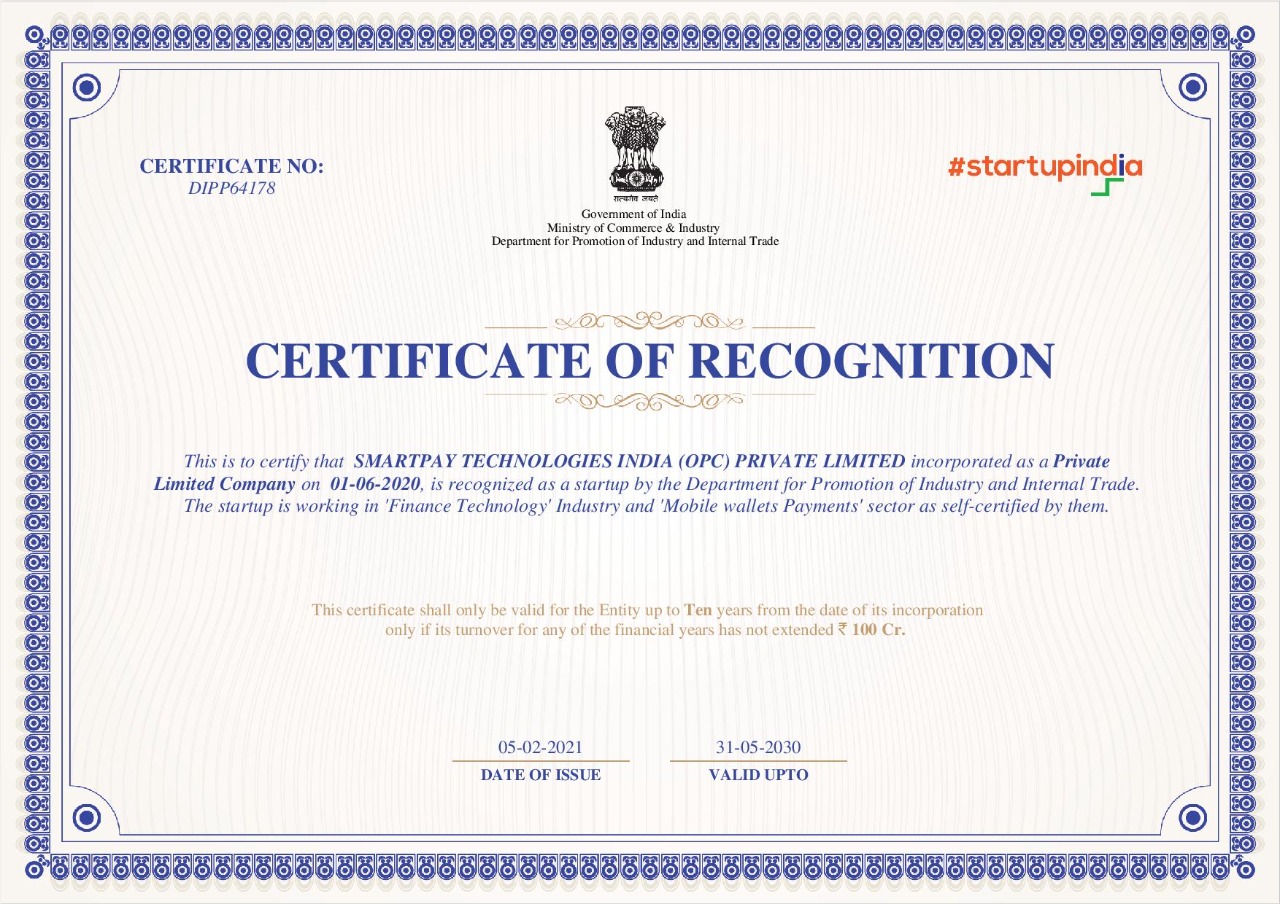 CERTIFICATE NO:
DIPP64178
सत्यमेव जयते
Government of India
Ministry of Commerce & Industry
Department for Promotion of Industry and Internal Trade
#startupindia
CERTIFICATE OF RECOGNITION
This is to certify that SMARTPAY TECHNOLOGIES INDIA (OPC) PRIVATE LIMITED incorporated as a Private
Limited Company on 01-06-2020, is recognized as a startup by the Department for Promotion of Industry and Internal Trade.
The startup is working in 'Finance Technology' Industry and 'Mobile wallets Payments' sector as self-certified by them.
This certificate shall only be valid for the Entity up to Ten years from the date of its incorporation
only if its turnover for any of the financial years has not extended ₹ 100 Cr.
05-02-2021
DATE OF ISSUE
31-05-2030
VALID UPTO